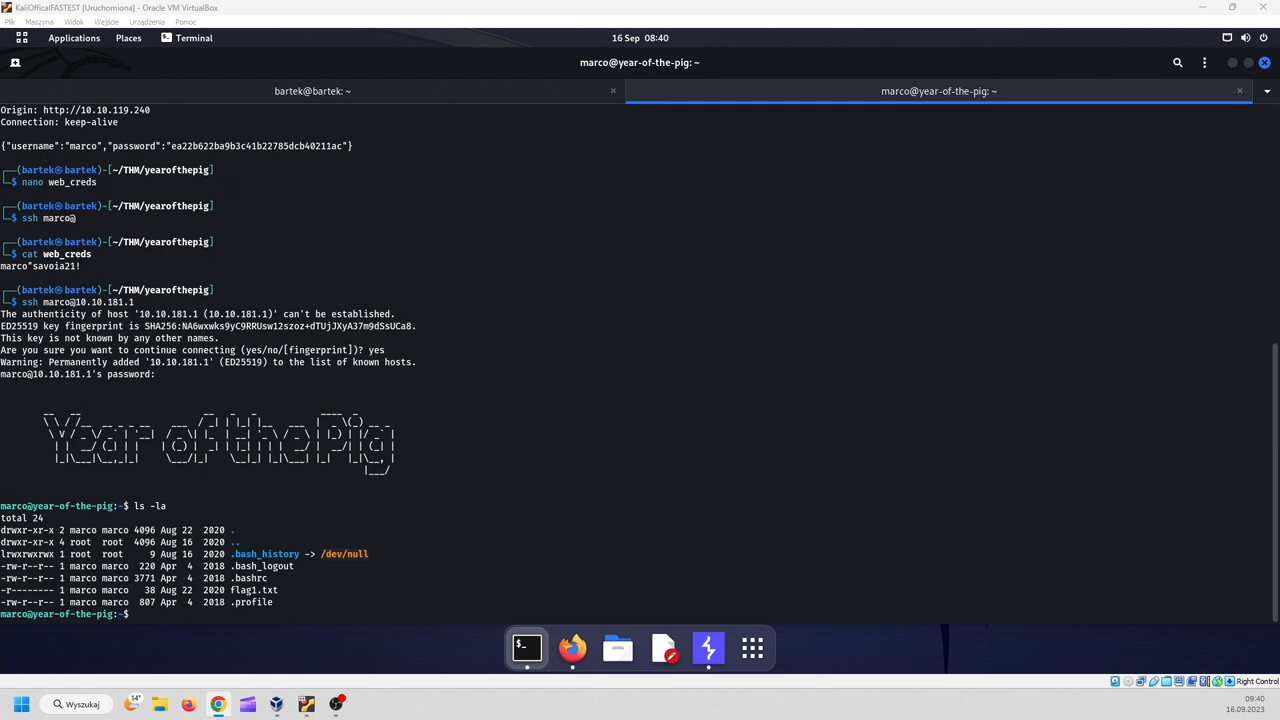 KaliOfficalFASTEST [Uruchomiona] - Oracle VM VirtualBox
Plik Maszyna Widok Wejście Urządzenia Pomoc
Applications Places Terminal 16 Sep 08:40
marco@year-of-the-pig: ~
bartek@bartek: ~ marco@year-of-the-pig: ~
Origin: http://10.10.119.240
Connection: keep-alive
{"username":"marco","password":"ea22b622ba9b3c41b22785dcb40211ac"}
┌──(bartek㉿bartek)-[~/THM/yearofthepig]
└─$ nano web_creds
┌──(bartek㉿bartek)-[~/THM/yearofthepig]
└─$ ssh marco@
┌──(bartek㉿bartek)-[~/THM/yearofthepig]
└─$ cat web_creds
marco"savoia21!
┌──(bartek㉿bartek)-[~/THM/yearofthepig]
└─$ ssh marco@10.10.181.1
The authenticity of host '10.10.181.1 (10.10.181.1)' can't be established.
ED25519 key fingerprint is SHA256:NA6wxwks9yC9RRUsw12szoz+dTUjJXyA37m9dSsUCa8.
This key is not known by any other names.
Are you sure you want to continue connecting (yes/no/[fingerprint])? yes
Warning: Permanently added '10.10.181.1' (ED25519) to the list of known hosts.
marco@10.10.181.1's password:
Year of the Pig
marco@year-of-the-pig:~$ ls -la
total 24
drwxr-xr-x 2 marco marco 4096 Aug 22 2020 .
drwxr-xr-x 4 root root 4096 Aug 16 2020 ..
lrwxrwxrwx 1 root root 9 Aug 16 2020 .bash_history -> /dev/null
-rw-r--r-- 1 marco marco 220 Apr 4 2018 .bash_logout
-rw-r--r-- 1 marco marco 3771 Apr 4 2018 .bashrc
-r-------- 1 marco marco 38 Aug 22 2020 flag1.txt
-rw-r--r-- 1 marco marco 807 Apr 4 2018 .profile
marco@year-of-the-pig:~$
Right Control
Wyszukaj
14°
09:40
16.09.2023